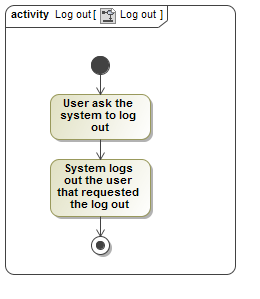 activity Log out [ Log out ]
User ask the
system to log
out
System logs
out the user
that requested
the log out